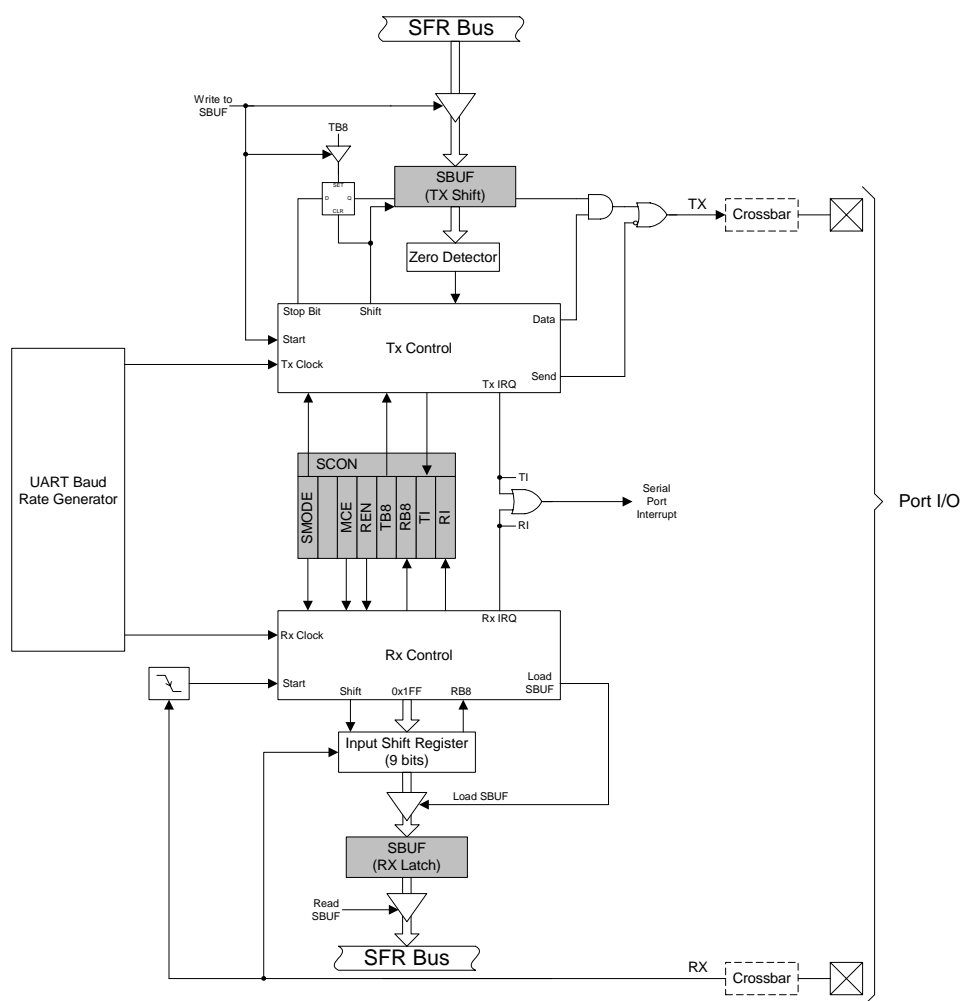 SFR Bus
Write to
SBUF
TB8
SET
D Q
CLR
SBUF
(TX Shift)
TX
Crossbar
Zero Detector
Stop Bit
Shift
Data
Start
Tx Control
Tx Clock
Send
Tx IRQ
UART Baud
Rate Generator
SCON
SMODE
MCE
REN
TB8
RB8
TI
RI
TI
RI
Serial
Port
Interrupt
Port I/O
Rx IRQ
Rx Clock
Rx Control
Start
Load
SBUF
Shift
0x1FF
RB8
Input Shift Register
(9 bits)
Load SBUF
SBUF
(RX Latch)
Read
SBUF
SFR Bus
RX
Crossbar